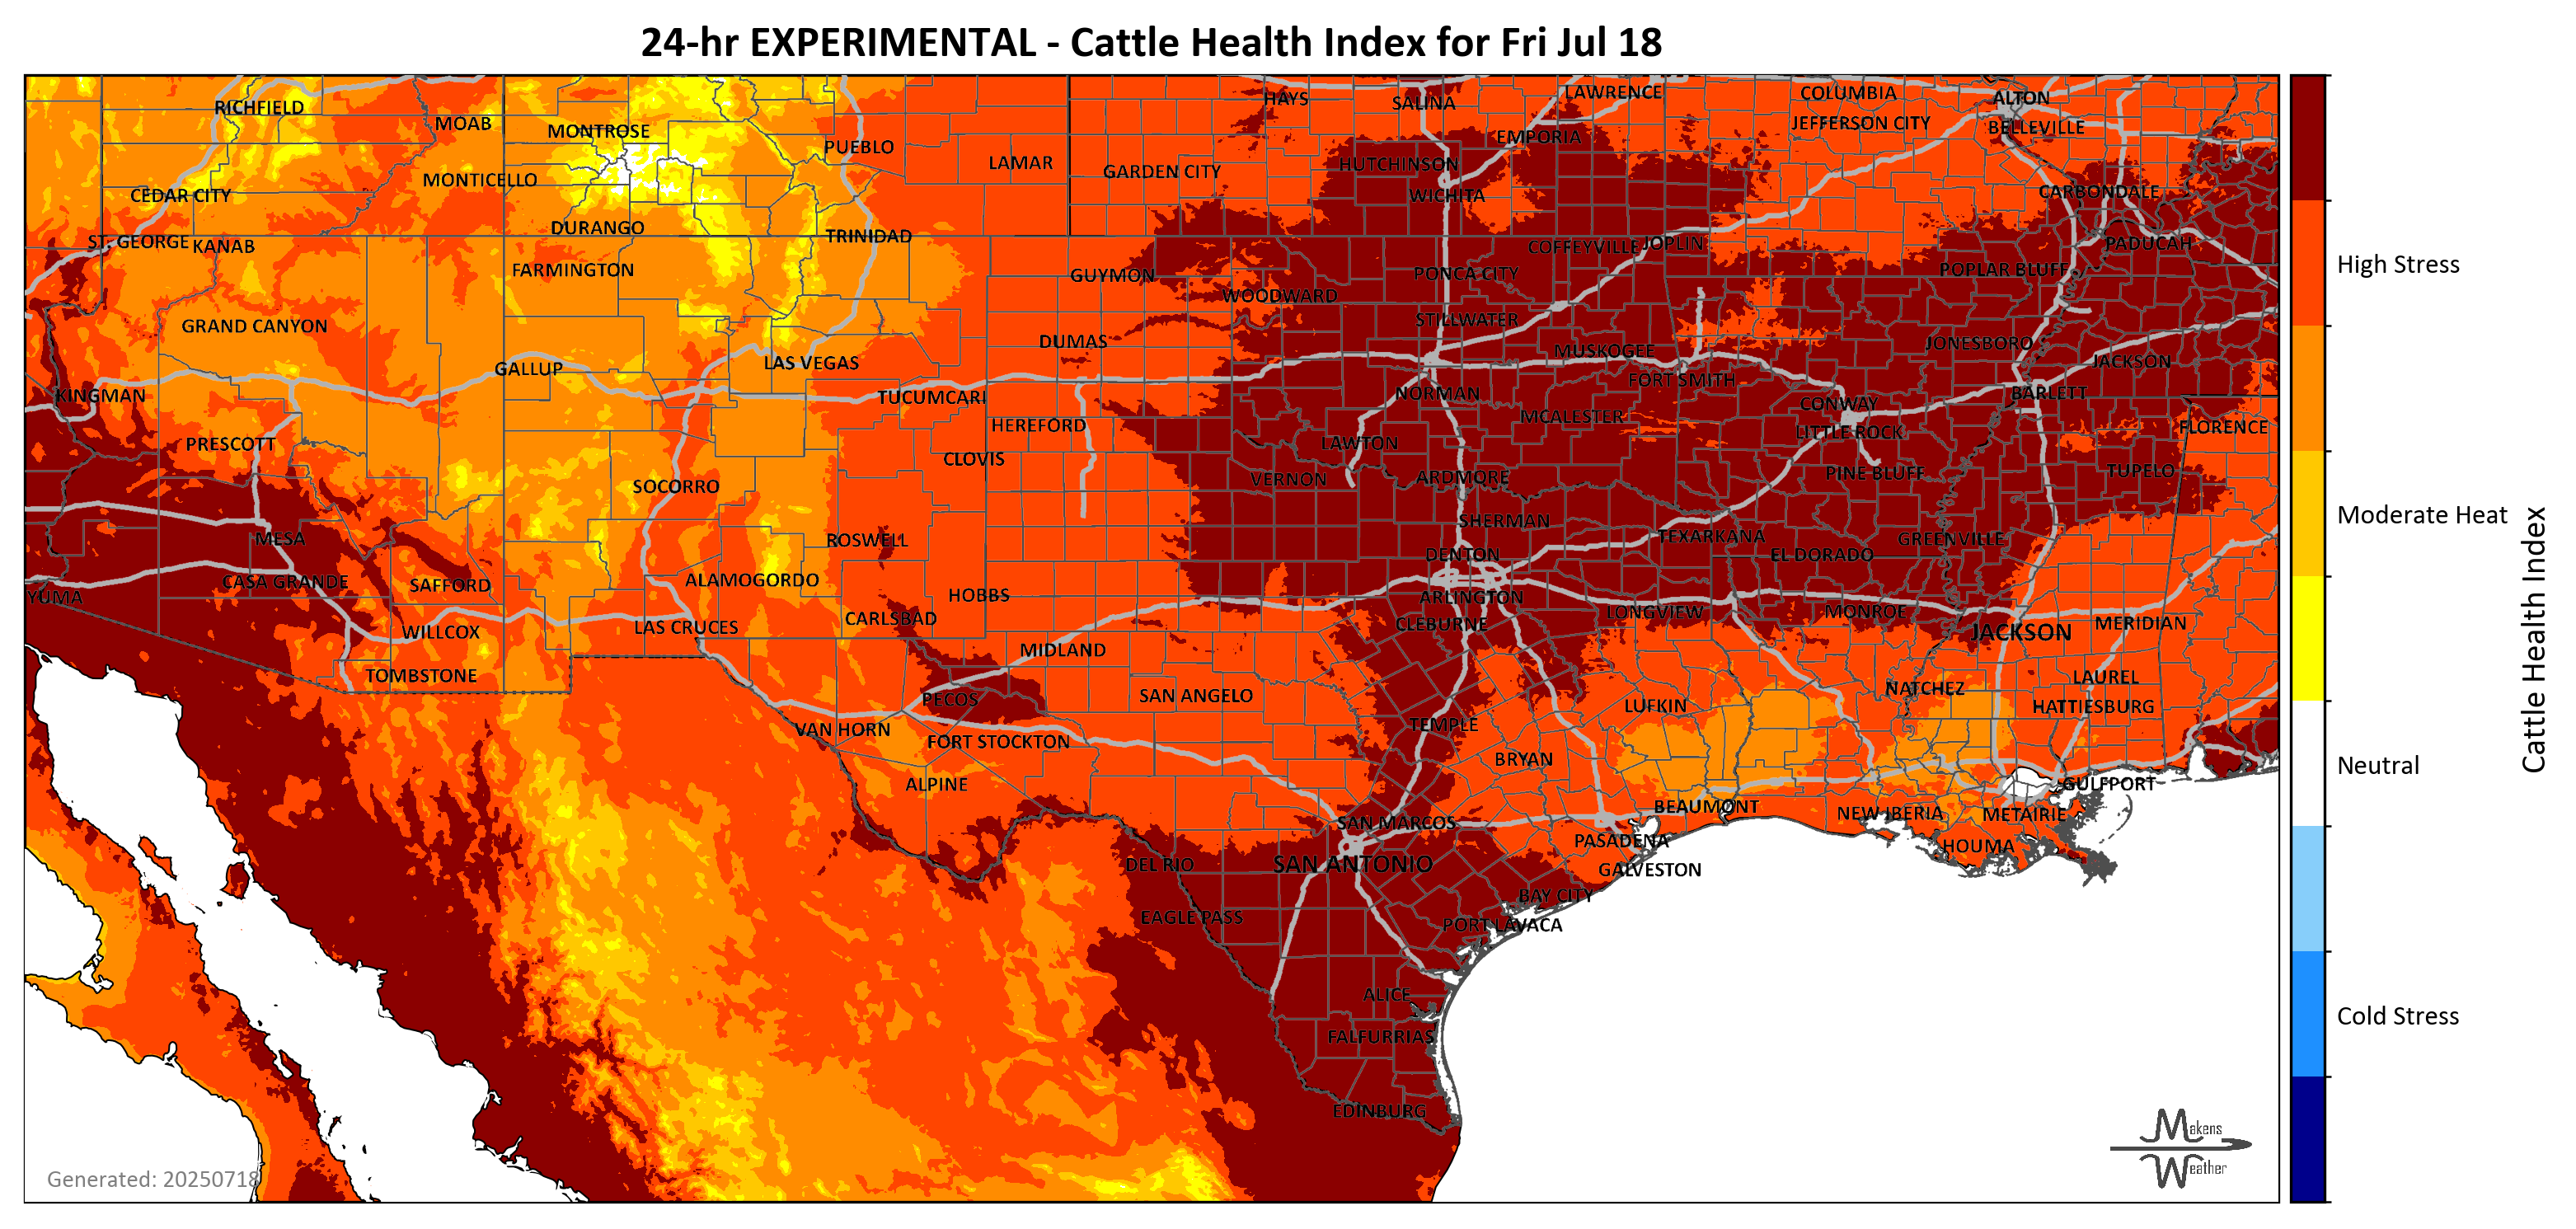 24-hr EXPERIMENTAL - Cattle Health Index for Fri Jul 18
HAYS
SALINA
LAWRENCE
COLUMBIA
ALTON
RICHFIELD
MOAB
MONTROSE
EMPORIA
JEFFERSON CITY
BELLEVILLE
PUEBLO
LAMAR
GARDEN CITY
HUTCHINSON
MONTICELLO
CEDAR CITY
WICHITA
CARBONDALE
DURANGO
TRINIDAD
ST. GEORGE
KANAB
COFFEYVILLE
JOPLIN
PADUCAH
High Stress
FARMINGTON
GUYMON
PONCA CITY
POPLAR BLUFF
WOODWARD
GRAND CANYON
STILLWATER
DUMAS
MUSKOGEE
JONESBORO
GALLUP
LAS VEGAS
JACKSON
FORT SMITH
KINGMAN
TUCUMCARI
NORMAN
BARLETT
CONWAY
MCALESTER
HEREFORD
FLORENCE
PRESCOTT
LAWTON
LITTLE ROCK
CLOVIS
VERNON
ARDMORE
PINE BLUFF
TUPELO
SOCORRO
Moderate Heat
SHERMAN
MESA
ROSWELL
TEXARKANA
GREENVILLE
DENTON
EL DORADO
CASA GRANDE
SAFFORD
ALAMOGORDO
YUMA
HOBBS
ARLINGTON
CARLSBAD
CLEBURNE
LONGVIEW
MONROE
WILLCOX
LAS CRUCES
JACKSON
MERIDIAN
Cattle Health Index
MIDLAND
TOMBSTONE
LAUREL
PECOS
SAN ANGELO
NATCHEZ
LUFKIN
HATTIESBURG
VAN HORN
TEMPLE
FORT STOCKTON
BRYAN
Neutral
ALPINE
GULFPORT
BEAUMONT
SAN MARCOS
NEW IBERIA
METAIRIE
PASADENA
HOUMA
DEL RIO
SAN ANTONIO
GALVESTON
BAY CITY
EAGLE PASS
PORT LAVACA
ALICE
Cold Stress
FALFURRIAS
EDINBURG
Makens
Weather
Generated: 20250718